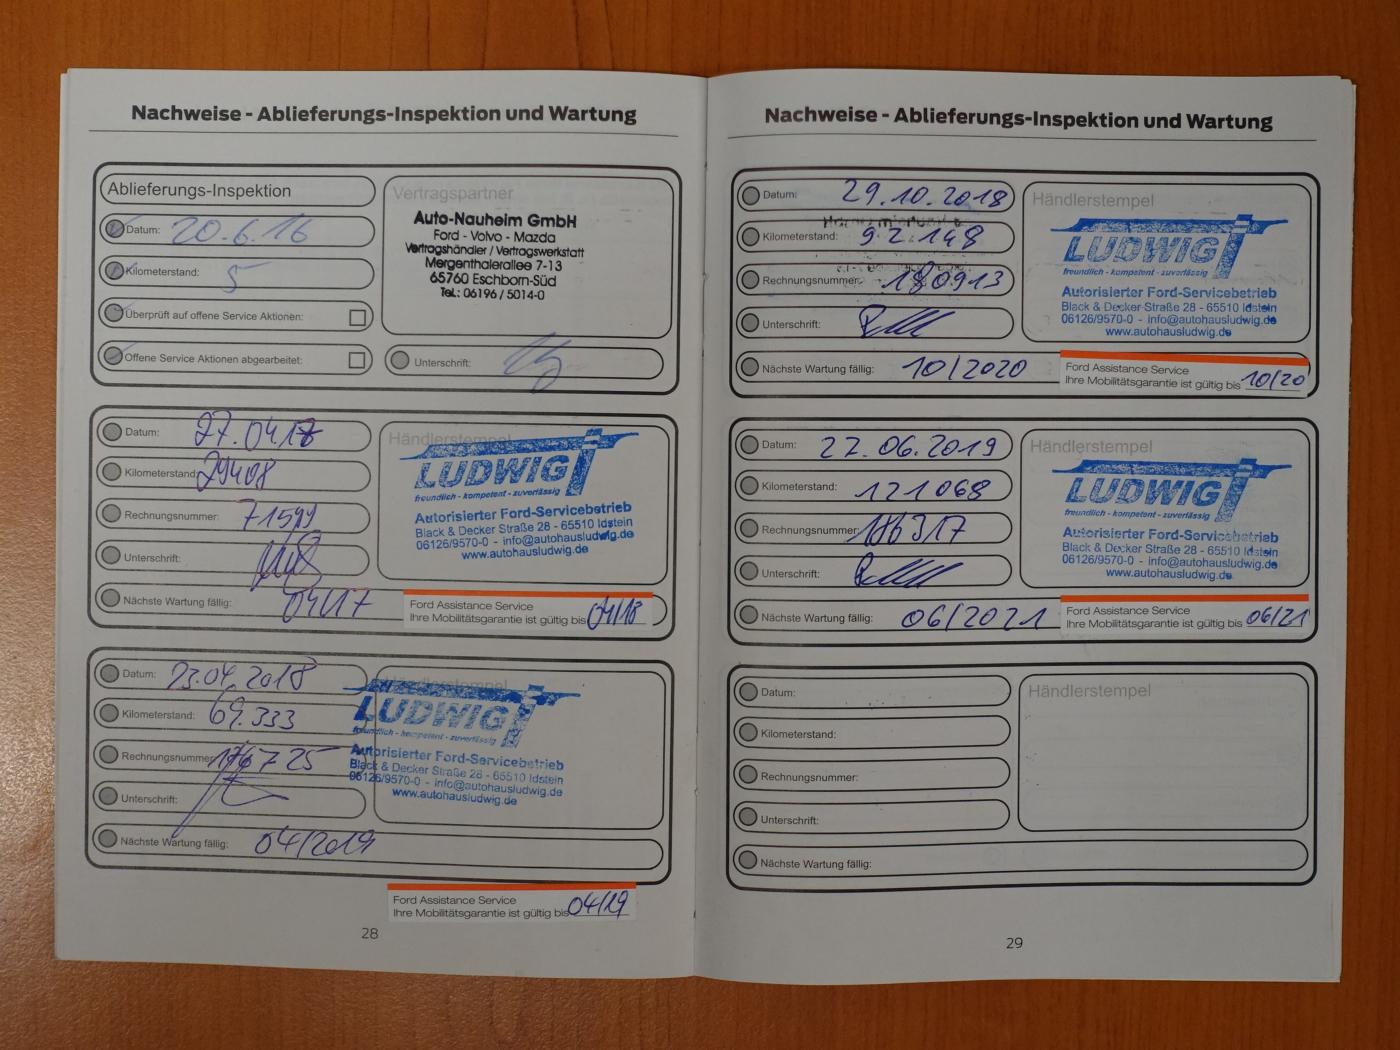 Nachweise - Ablieferungs-Inspektion und Wartung
Ablieferungs-Inspektion
Datum: 20.6.16
Kilometerstand: 5
Überprüft auf offene Service Aktionen:
Offene Service Aktionen abgearbeitet:
Vertragspartner
Auto-Nauheim GmbH
Ford - Volvo - Mazda
Vertragshändler / Vertragswerkstatt
Mergenthalerallee 7-13
65760 Eschborn-Süd
Tel.: 06196 / 5014-0
Unterschrift:
Datum: 27.04.17
Kilometerstand: 29408
Rechnungsnummer:
Unterschrift:
Nächste Wartung fällig: 04/17
Händlerstempel
LUDWIG
freundlich - kompetent - zuverlässig
Autorisierter Ford-Servicebetrieb
Black & Decker Straße 28 - 65510 Idstein
06126/9570-0 - info@autohausludwig.de
www.autohausludwig.de
Ford Assistance Service
Ihre Mobilitätsgarantie ist gültig bis 04/18
Datum: 23.04.2018
Kilometerstand: 69.333
Rechnungsnummer: 176725
Unterschrift:
Nächste Wartung fällig: 04/2019
Händlerstempel
LUDWIG
freundlich - kompetent - zuverlässig
Autorisierter Ford-Servicebetrieb
Black & Decker Straße 28 - 65510 Idstein
06126/9570-0 - info@autohausludwig.de
www.autohausludwig.de
Ford Assistance Service
Ihre Mobilitätsgarantie ist gültig bis 04/19
28
Nachweise - Ablieferungs-Inspektion und Wartung
Datum: 29.10.2018
Kilometerstand: 92.148
Rechnungsnummer: 180913
Unterschrift:
Nächste Wartung fällig: 10/2020
Händlerstempel
LUDWIG
freundlich - kompetent - zuverlässig
Autorisierter Ford-Servicebetrieb
Black & Decker Straße 28 - 65510 Idstein
06126/9570-0 - info@autohausludwig.de
www.autohausludwig.de
Ford Assistance Service
Ihre Mobilitätsgarantie ist gültig bis 10/20
Datum: 22.06.2019
Kilometerstand: 121068
Rechnungsnummer: 186317
Unterschrift:
Nächste Wartung fällig: 06/2021
Händlerstempel
LUDWIG
freundlich - kompetent - zuverlässig
Autorisierter Ford-Servicebetrieb
Black & Decker Straße 28 - 65510 Idstein
06126/9570-0 - info@autohausludwig.de
www.autohausludwig.de
Ford Assistance Service
Ihre Mobilitätsgarantie ist gültig bis 06/21
Datum:
Kilometerstand:
Rechnungsnummer:
Unterschrift:
Nächste Wartung fällig:
Händlerstempel
29